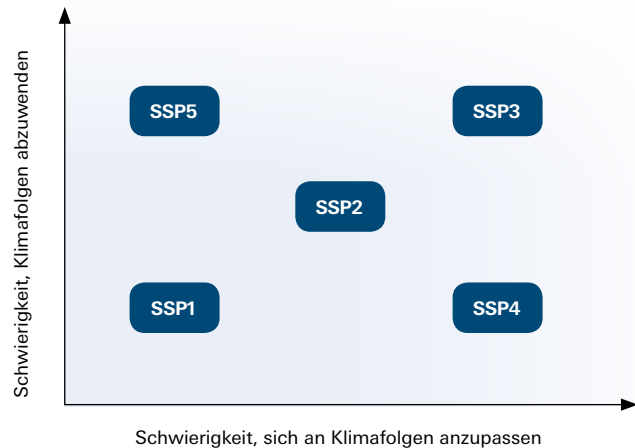 Schwierigkeit, Klimafolgen abzuwenden
SSP5
SSP3
SSP2
SSP1
SSP4
Schwierigkeit, sich an Klimafolgen anzupassen